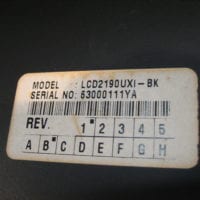 MODEL :LCD2190UXI-BK
SERIAL NO:63000111YA
REV. 1 2 3 4 5
A B C D E F G H